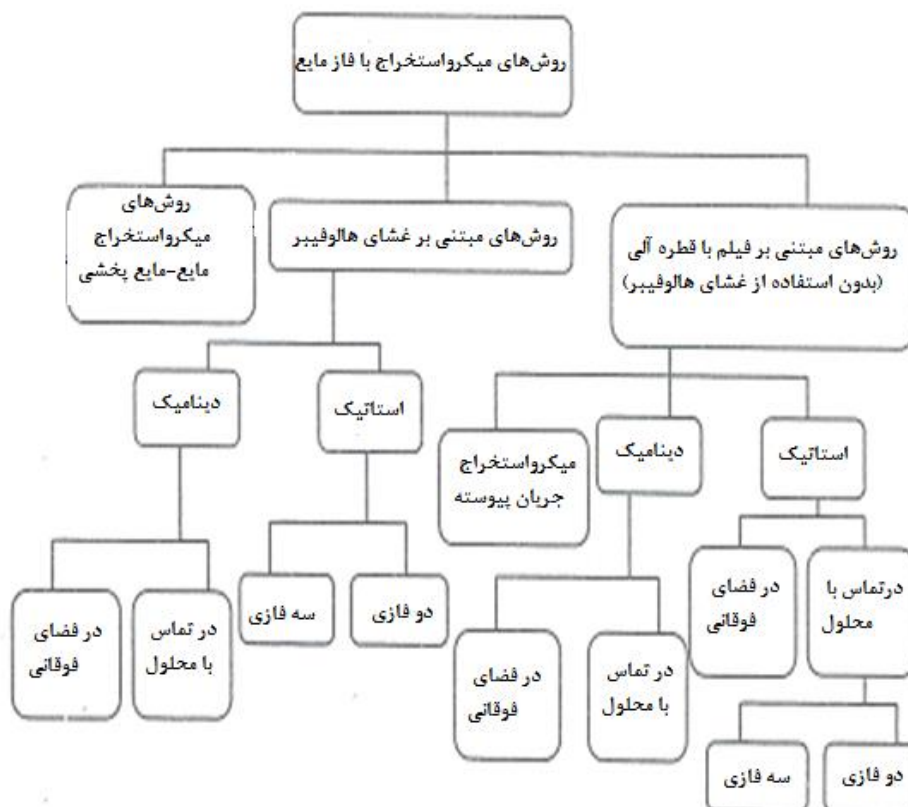 روش‌های میکرواستخراج با فاز مایع
روش‌های مبتنی بر فیلم با قطره آلی
(بدون استفاده از غشای هالوفیبر)
روش‌های مبتنی بر غشای هالوفیبر
روش‌های
میکرواستخراج
مایع-مایع پخشی
استاتیک
دینامیک
میکرواستخراج
جریان پیوسته
استاتیک
دینامیک
درتماس با
محلول
در فضای
فوقانی
در تماس
با محلول
در فضای
فوقانی
دو فازی
سه فازی
در تماس
با محلول
در فضای
فوقانی
دو فازی
سه فازی